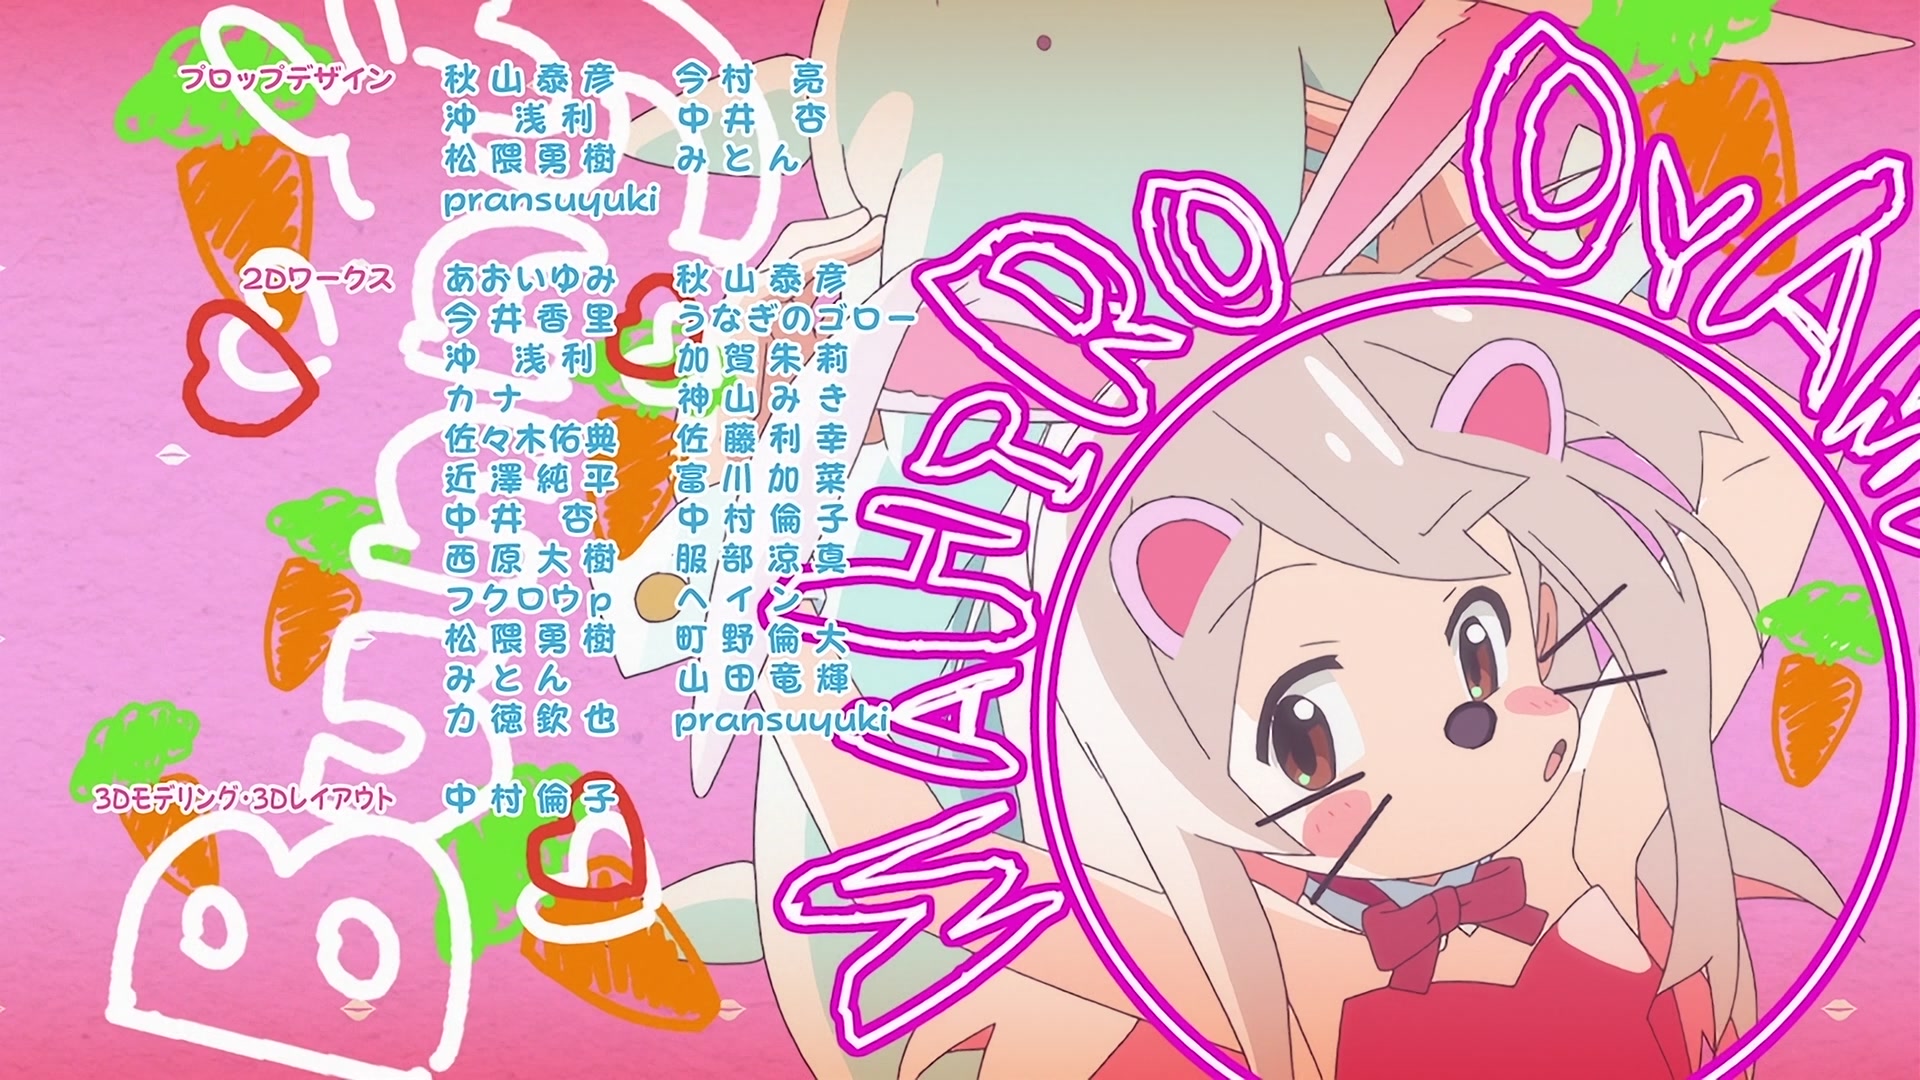 プロップデザイン 秋山泰彦 今村 亮
沖 浅利 中井 杏
松隈勇樹 みとん
pransuyuki
2Dワークス あおいゆみ 秋山泰彦
今井香里 うなぎのゴロー
沖 浅利 加賀朱莉
カナ 神山みき
佐々木佑典 佐藤利幸
近澤純平 富川加菜
中井 杏 中村倫子
西原大樹 服部涼真
フクロウp ヘイン
松隈勇樹 町野倫大
みとん 山田竜輝
力徳欽也 pransuyuki
3Dモデリング・3Dレイアウト 中村倫子
MAHIRO OYAMA